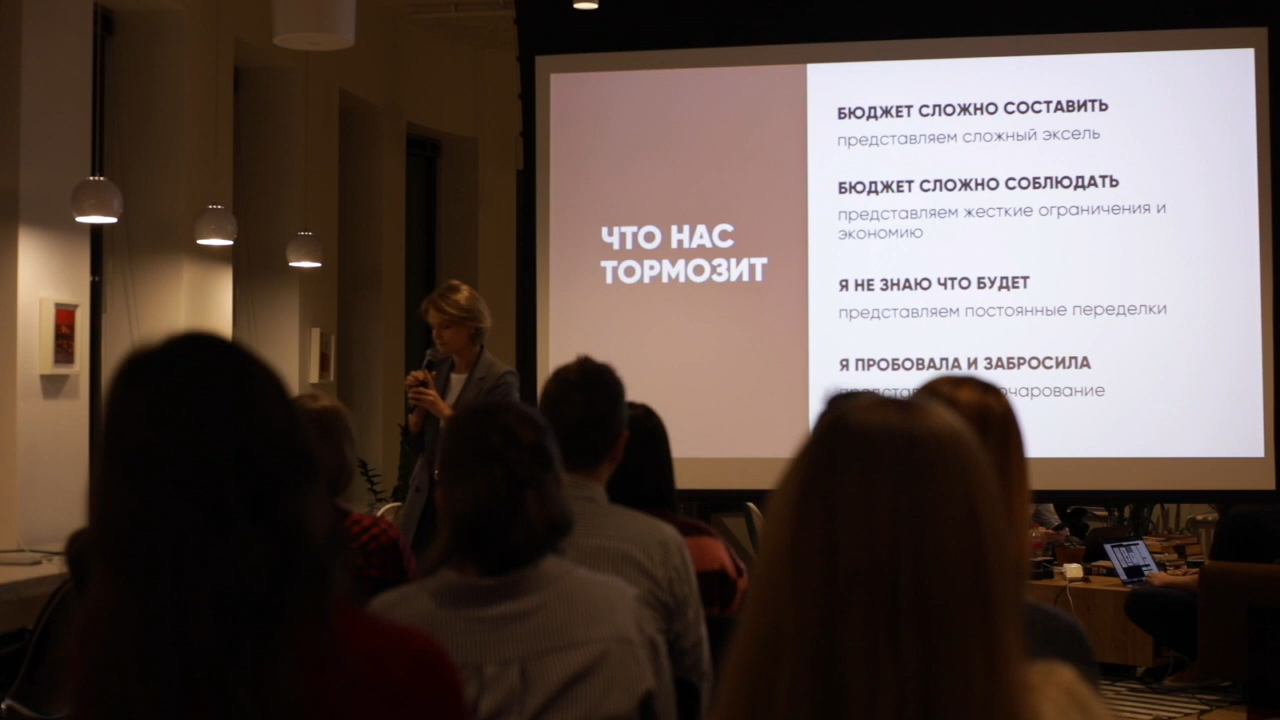 ЧТО НАС
ТОРМОЗИТ
БЮДЖЕТ СЛОЖНО СОСТАВИТЬ
представляем сложный эксель
БЮДЖЕТ СЛОЖНО СОБЛЮДАТЬ
представляем жесткие ограничения и
экономию
Я НЕ ЗНАЮ ЧТО БУДЕТ
представляем постоянные переделки
Я ПРОБОВАЛА И ЗАБРОСИЛА